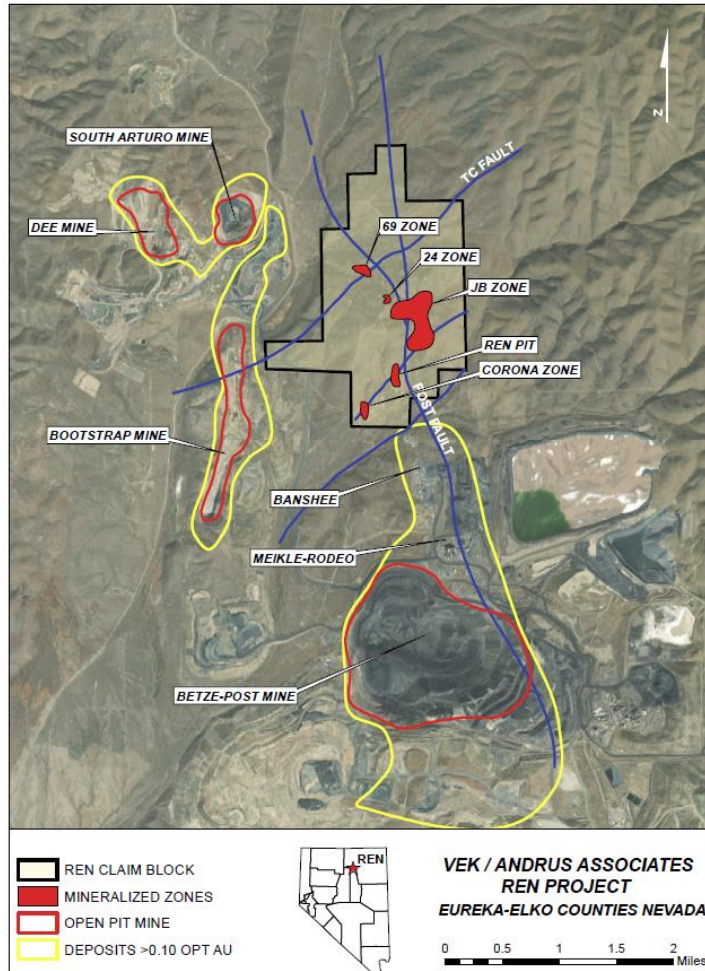 SOUTH ARTURO MINE
TC FAULT
DEE MINE
69 ZONE
24 ZONE
JB ZONE
REN PIT
CORONA ZONE
POST FAULT
BOOTSTRAP MINE
BANSHEE
MEIKLE-RODEO
BETZE-POST MINE
N
REN CLAIM BLOCK
MINERALIZED ZONES
OPEN PIT MINE
DEPOSITS >0.10 OPT AU
REN
VEK / ANDRUS ASSOCIATES
REN PROJECT
EUREKA-ELKO COUNTIES NEVADA
0 0.5 1 1.5 2
Miles